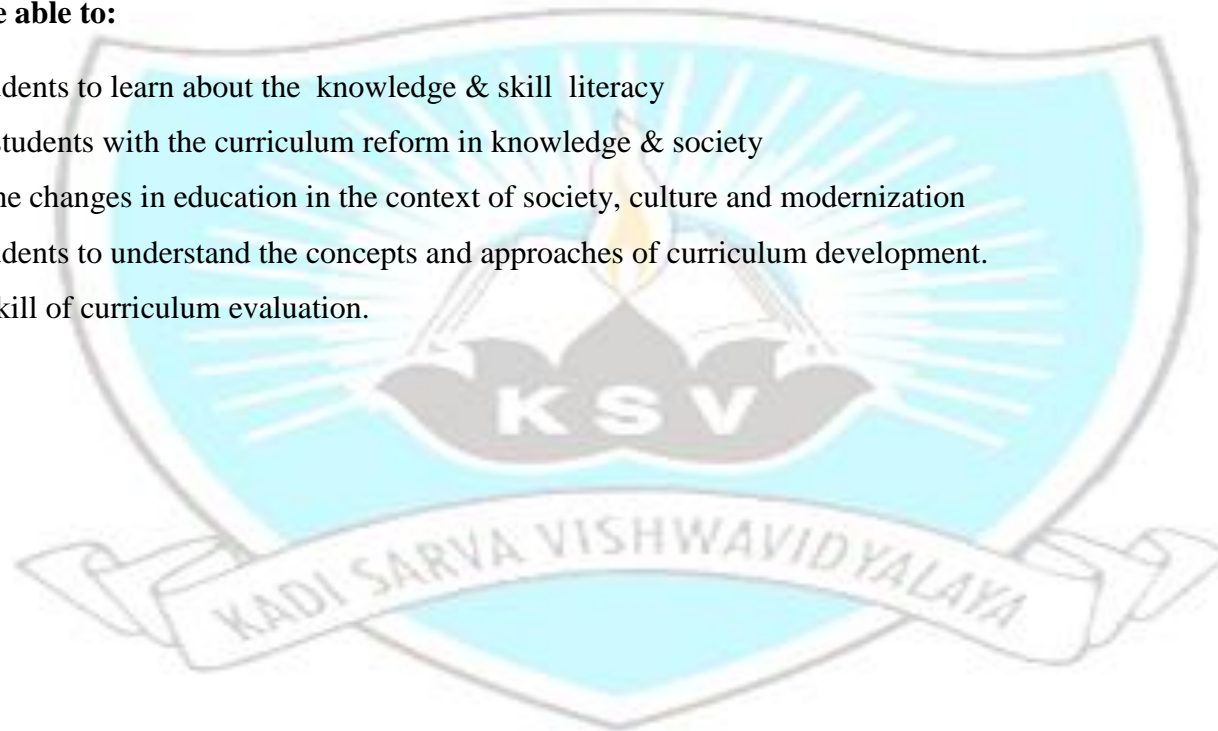 e able to:
udents to learn about the knowledge & skill literacy
students with the curriculum reform in knowledge & society
he changes in education in the context of society, culture and modernization
udents to understand the concepts and approaches of curriculum development.
kill of curriculum evaluation.
KSV
KADI SARVA VISHWAVIDYALAYA